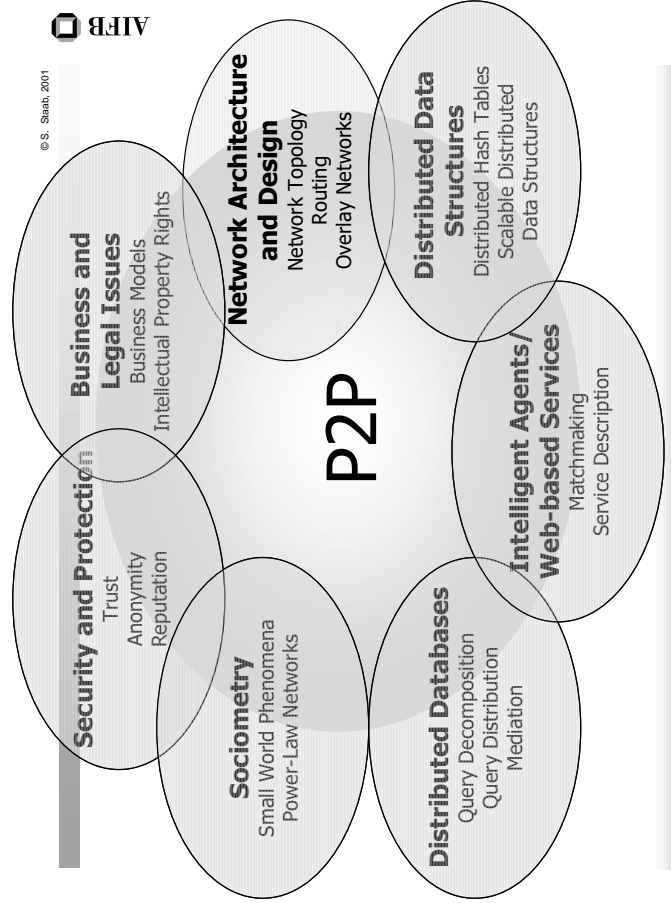 Security and Protection
Trust
Anonymity
Reputation
Business and
Legal Issues
Business Models
Intellectual Property Rights
Sociometry
Small World Phenomena
Power-Law Networks
Network Architecture
and Design
Network Topology
Routing
Overlay Networks
P2P
Distributed Databases
Query Decomposition
Query Distribution
Mediation
Intelligent Agents/
Web-based Services
Matchmaking
Service Description
Distributed Data
Structures
Distributed Hash Tables
Scalable Distributed
Data Structures
© S. Staab, 2001
AIFB